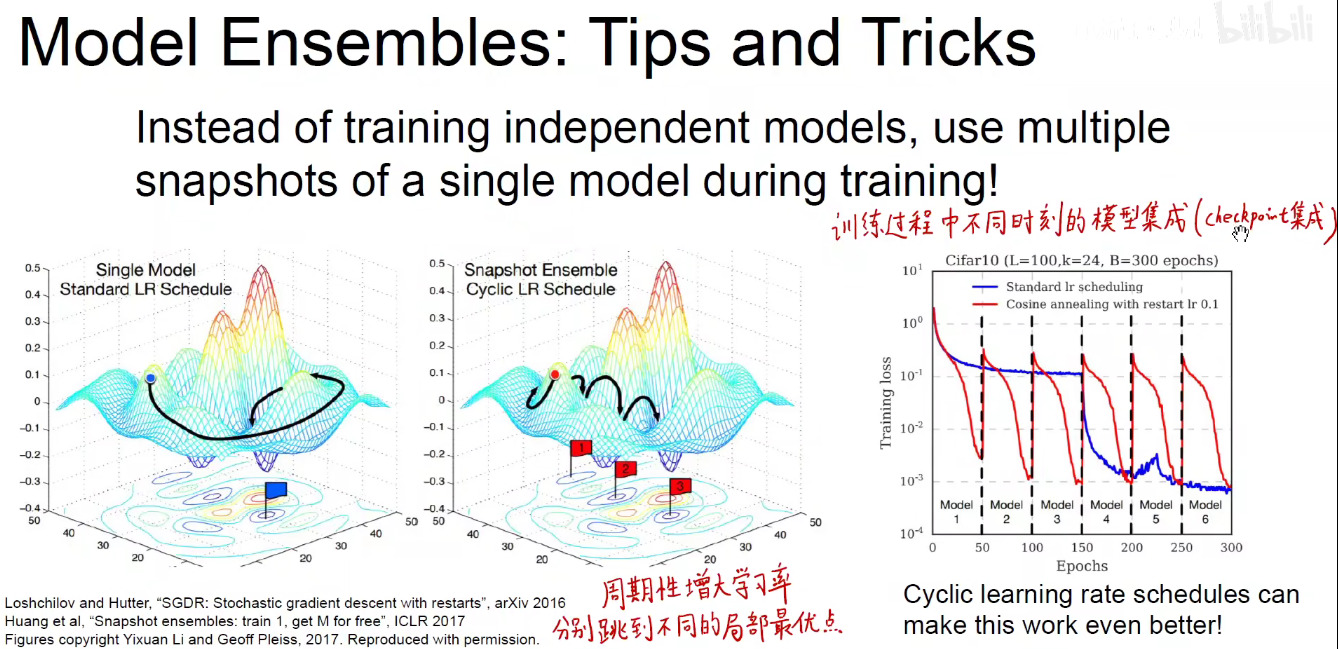 Model Ensembles: Tips and Tricks
bilibili
Instead of training independent models, use multiple
snapshots of a single model during training!
训练过程中不同时刻的模型集成(checkpoint集成)
Single Model
Standard LR Schedule
0.5
0.4
0.3
0.2
0.1
0
−0.1
−0.2
−0.3
−0.4
50
40
30
20
50
40
30
20
Snapshot Ensemble
Cyclic LR Schedule
0.5
0.4
0.3
0.2
0.1
0
−0.1
−0.2
−0.3
−0.4
50
40
30
20
50
40
30
20
1
2
3
Cifar10 (L=100,k=24, B=300 epochs)
Standard lr scheduling
Cosine annealing with restart lr 0.1
Training loss
10¹
10⁰
10⁻¹
10⁻²
10⁻³
10⁻⁴
Model 1
Model 2
Model 3
Model 4
Model 5
Model 6
0 50 100 150 200 250 300
Epochs
周期性增大学习率
分别跳到不同的局部最优点
Loshchilov and Hutter, “SGDR: Stochastic gradient descent with restarts”, arXiv 2016
Huang et al, “Snapshot ensembles: train 1, get M for free”, ICLR 2017
Figures copyright Yixuan Li and Geoff Pleiss, 2017. Reproduced with permission.
Cyclic learning rate schedules can
make this work even better!